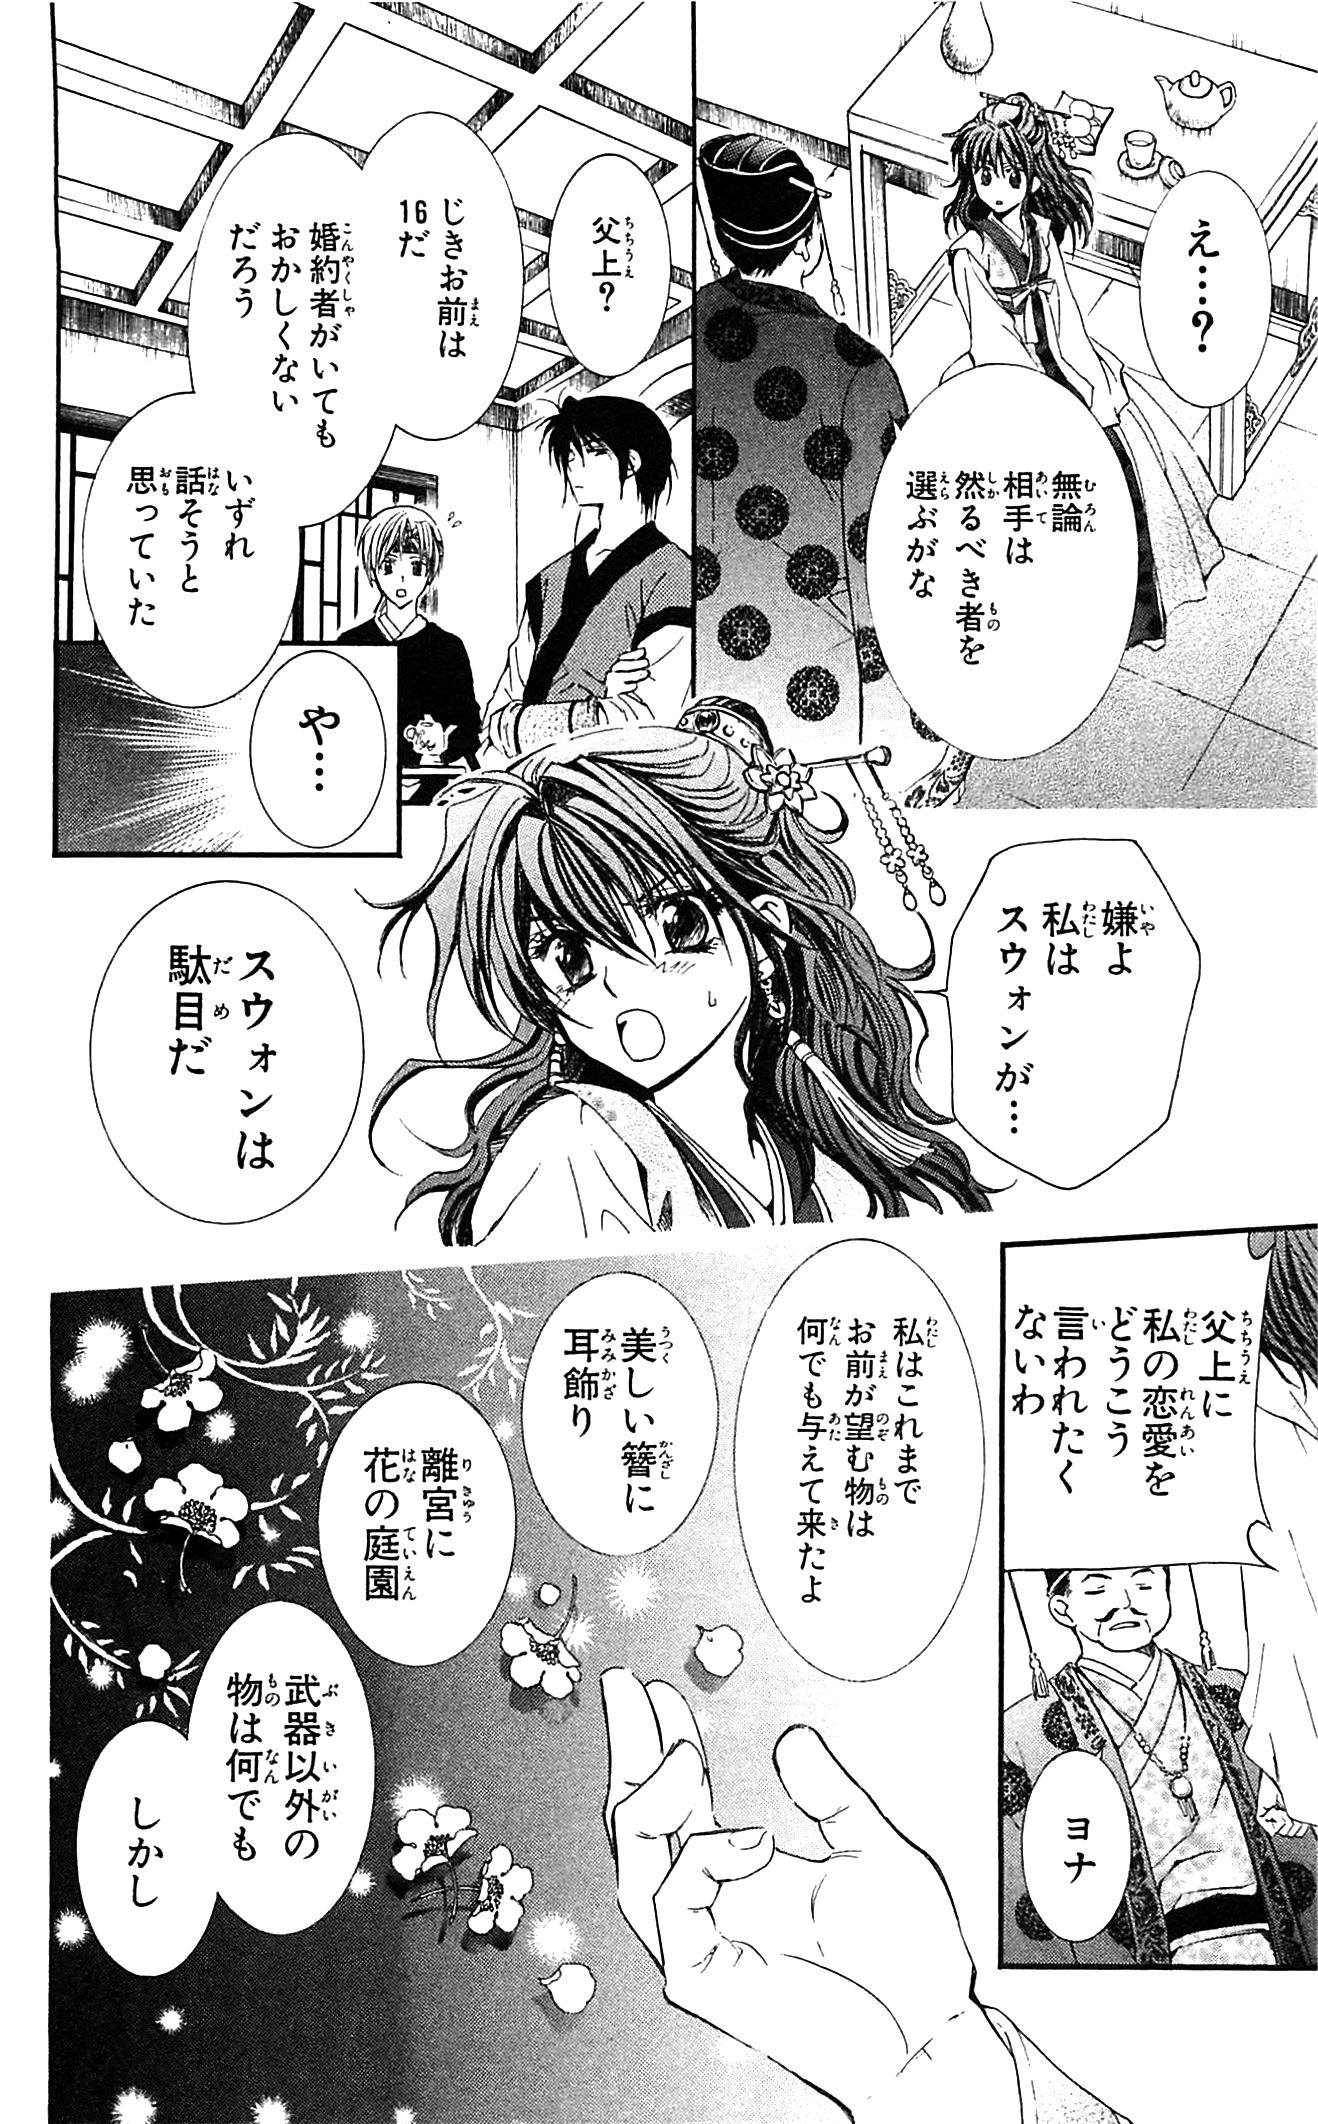 え…？
無論
相手は
然るべき者を
選ぶがな
父上？
じきお前は
16だ
婚約者がいても
おかしくない
だろう
いずれ
話そうと
思っていた
や…
嫌よ
私は
スウォンが…
スウォンは
駄目だ
父上に
私の恋愛を
どうこう
言われたく
ないわ
ヨナ
私はこれまで
お前が望む物は
何でも与えて来たよ
美しい簪に
耳飾り
離宮に
花の庭園
武器以外の
物は何でも
しかし